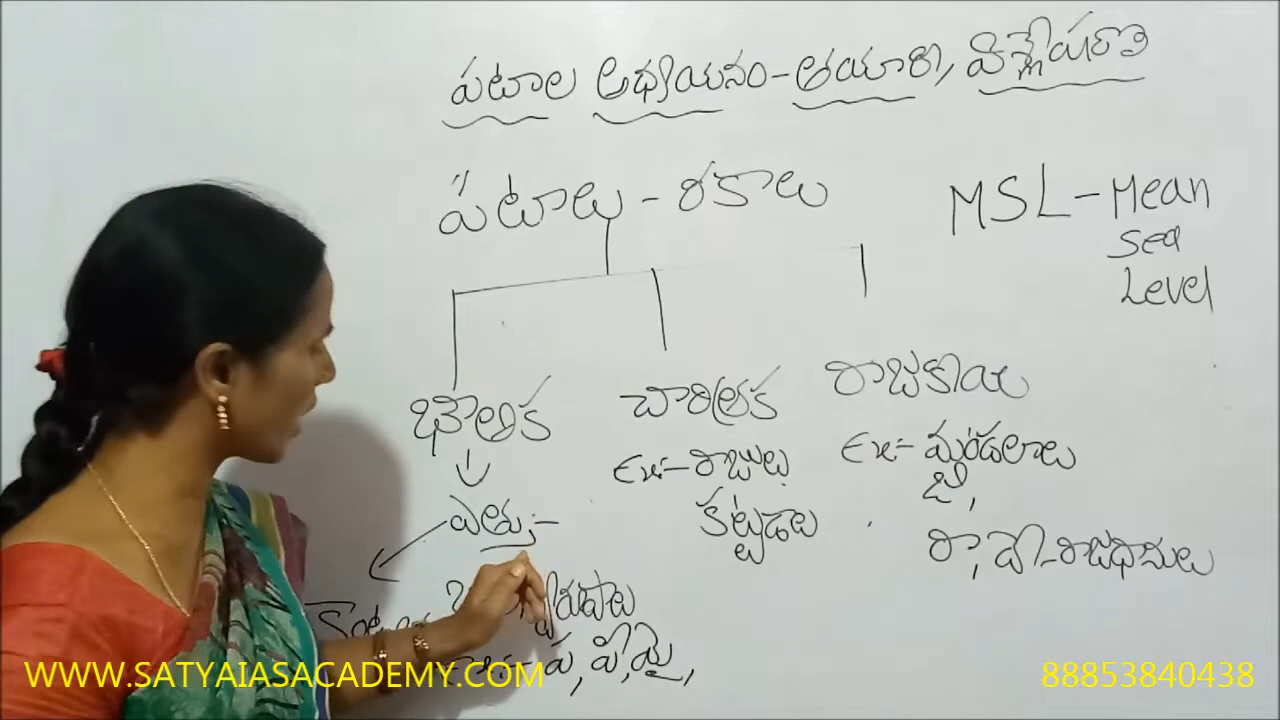 పటాల అధ్యయనం-తయారి, విశ్లేషణ
పటాలు - రకాలు
MSL - Mean
Sea
Level
భౌతిక
చారిత్రక
రాజకీయ
Ex:- రాజులు
కట్టడాలు
Ex:- మండలాలు
జి,
రా, దే - రాజధానులు
ఎత్తు:-
ప, పీ, మై,
WWW.SATYAIASACADEMY.COM
88853840438